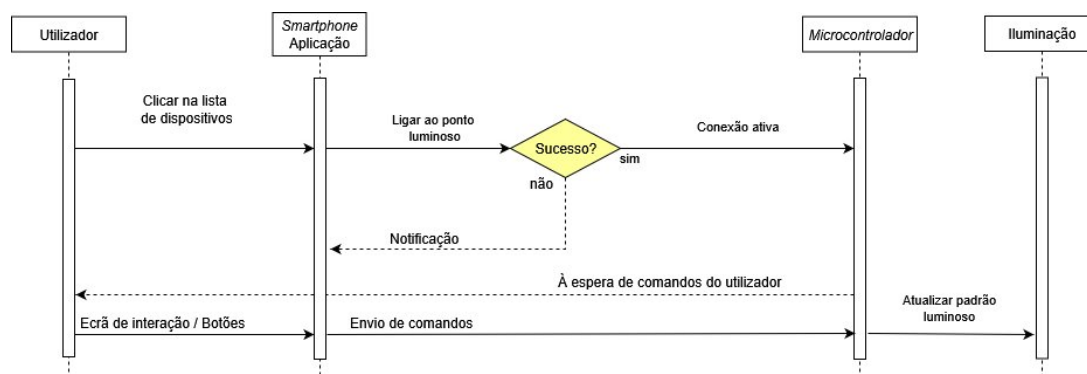 Utilizador
Smartphone
Aplicação
Microcontrolador
Iluminação
Clicar na lista
de dispositivos
Ligar ao ponto
luminoso
Sucesso?
sim
Conexão ativa
não
Notificação
À espera de comandos do utilizador
Ecrã de interação / Botões
Envio de comandos
Atualizar padrão
luminoso